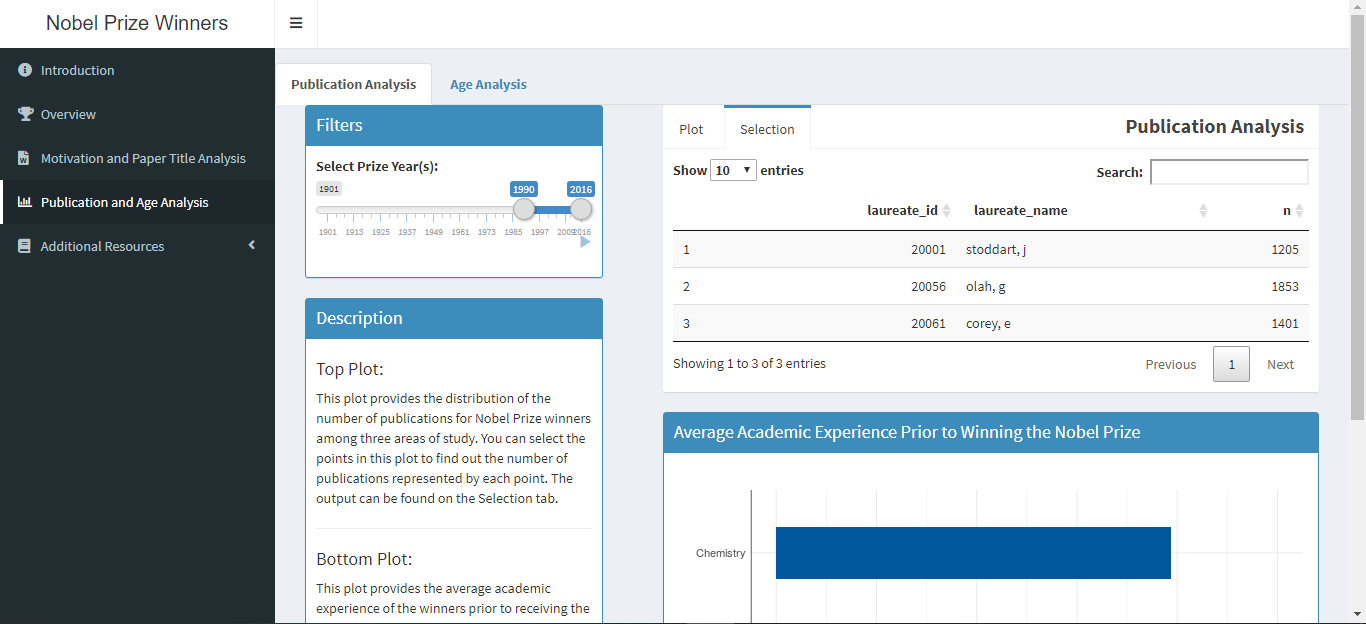 Nobel Prize Winners
Introduction
Overview
Motivation and Paper Title Analysis
Publication and Age Analysis
Additional Resources
Publication Analysis Age Analysis
Filters
Select Prize Year(s):
1901 1990 2016
1901 1913 1925 1937 1949 1961 1973 1985 1997 2009 2016
Description
Top Plot:
This plot provides the distribution of the
number of publications for Nobel Prize winners
among three areas of study. You can select the
points in this plot to find out the number of
publications represented by each point. The
output can be found on the Selection tab.
Bottom Plot:
This plot provides the average academic
experience of the winners prior to receiving the
Plot Selection Publication Analysis
Show 10 entries Search:
laureate_id laureate_name n
1 20001 stoddart, j 1205
2 20056 olah, g 1853
3 20061 corey, e 1401
Showing 1 to 3 of 3 entries Previous 1 Next
Average Academic Experience Prior to Winning the Nobel Prize
Chemistry